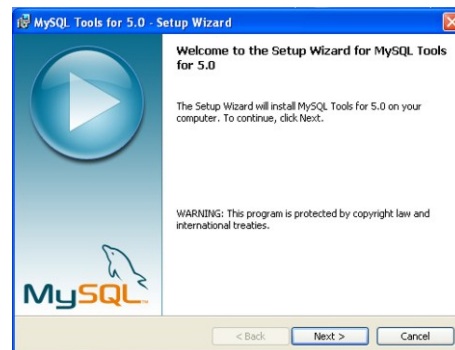 MySQL Tools for 5.0 - Setup Wizard
Welcome to the Setup Wizard for MySQL Tools
for 5.0
The Setup Wizard will install MySQL Tools for 5.0 on your
computer. To continue, click Next.
WARNING: This program is protected by copyright law and
international treaties.
MySQL
< Back Next > Cancel